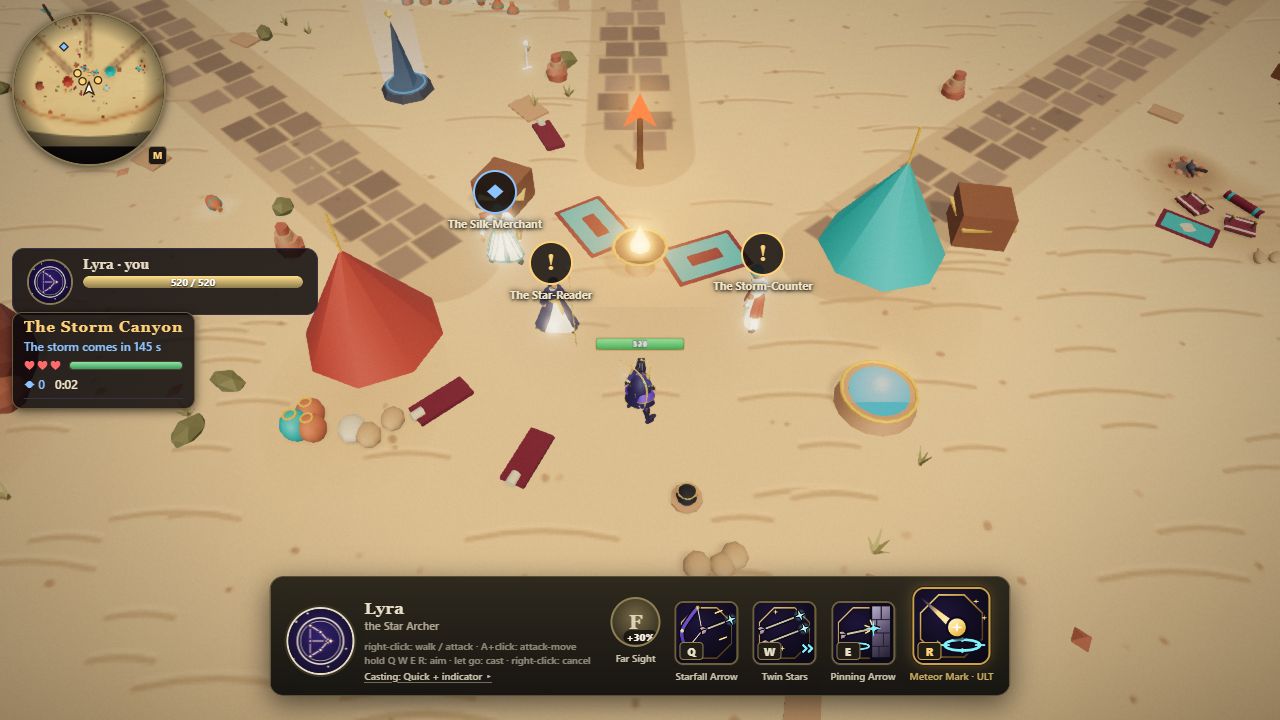 M
The Silk-Merchant
!
The Star-Reader
!
The Storm-Counter
Lyra · you
520 / 520
520
The Storm Canyon
The storm comes in 145 s
0 0:02
Lyra
the Star Archer
right-click: walk / attack · A+click: attack-move
hold Q W E R: aim · let go: cast · right-click: cancel
Casting: Quick + indicator ▸
F
+30%
Far Sight
Q
Starfall Arrow
W
Twin Stars
E
Pinning Arrow
R
Meteor Mark · ULT